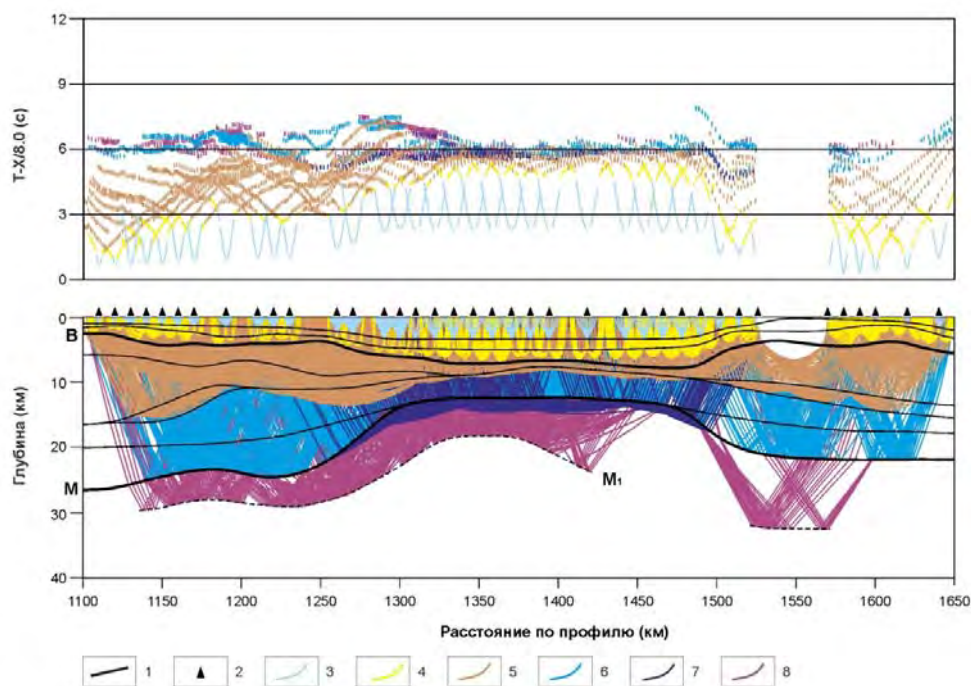 12
9
6
3
0
Т-Х/8.0 (с)
0
10
20
30
40
Глубина (км)
В
М
М₁
1100 1150 1200 1250 1300 1350 1400 1450 1500 1550 1600 1650
Расстояние по профилю (км)
1 2 3 4 5 6 7 8